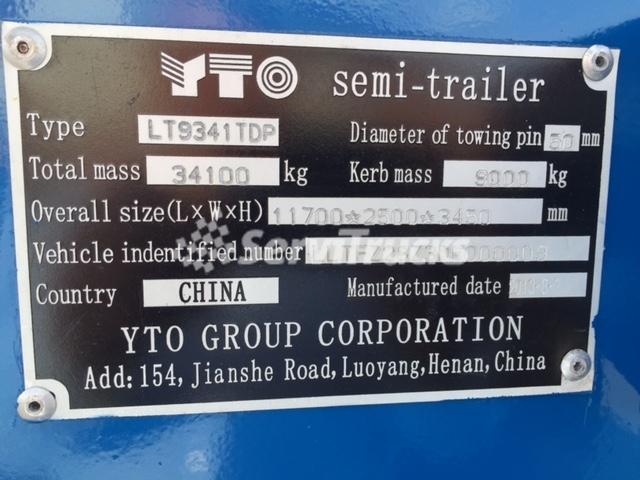 YTO semi-trailer
Type LT9341TDP Diameter of towing pin 50 mm
Total mass 34100 kg Kerb mass 9000 kg
Overall size(L×W×H) 11700*2500*3450 mm
Vehicle indentified number
Country CHINA Manufactured date
YTO GROUP CORPORATION
Add: 154, Jianshe Road, Luoyang, Henan, China